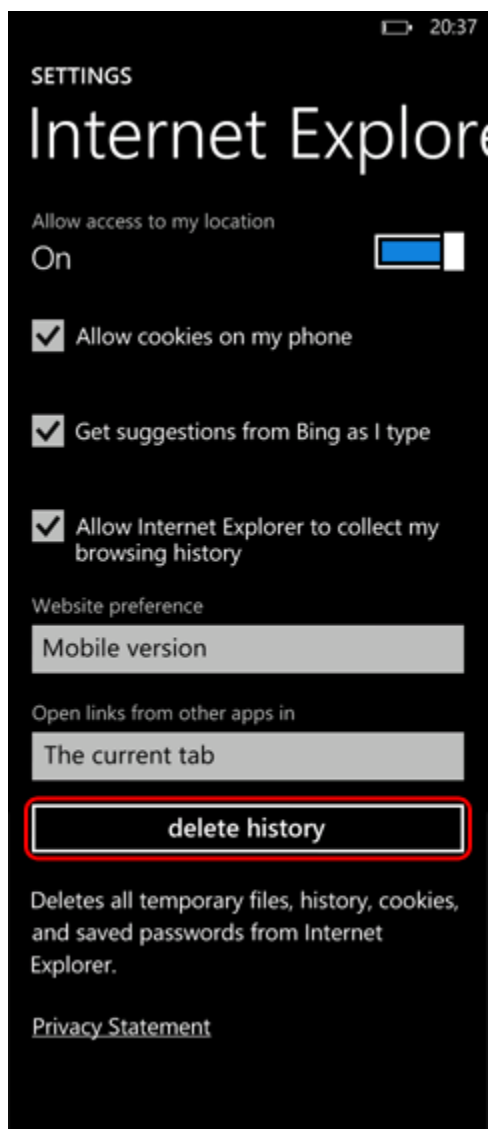 20:37
SETTINGS
Internet Explore
Allow access to my location
On
Allow cookies on my phone
Get suggestions from Bing as I type
Allow Internet Explorer to collect my
browsing history
Website preference
Mobile version
Open links from other apps in
The current tab
delete history
Deletes all temporary files, history, cookies,
and saved passwords from Internet
Explorer.
Privacy Statement